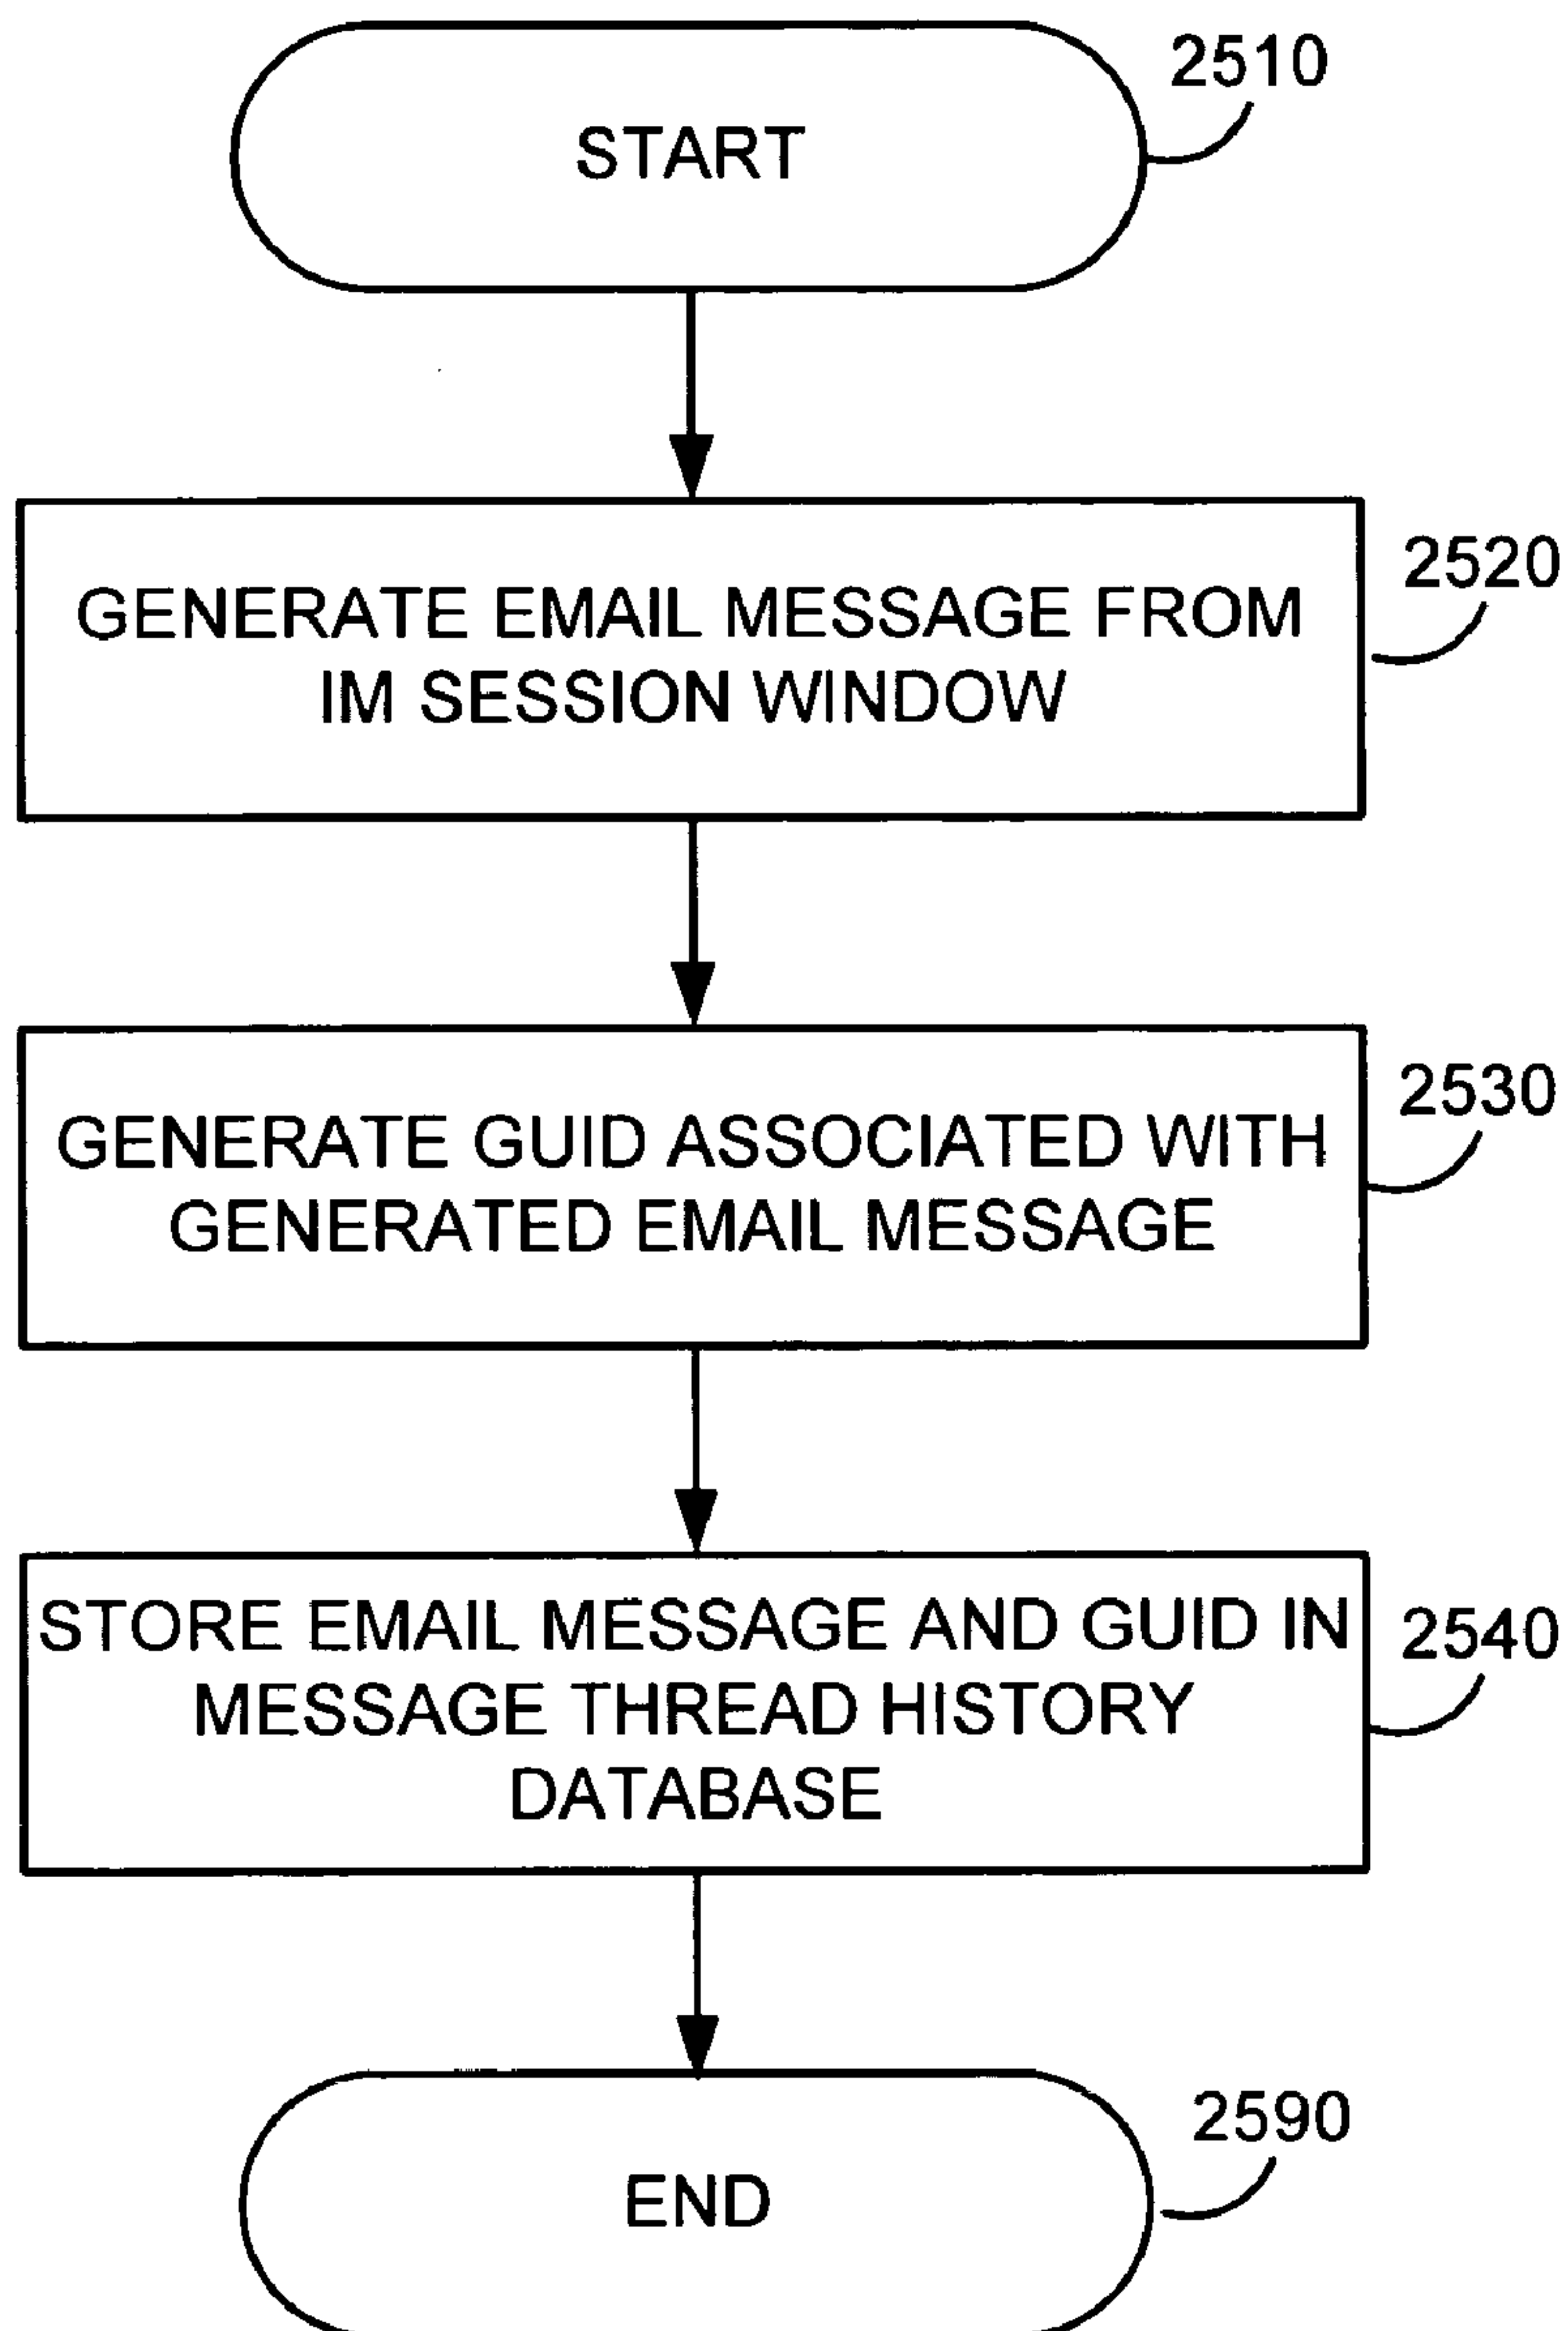 2510
START
2520
GENERATE EMAIL MESSAGE FROM
IM SESSION WINDOW
2530
GENERATE GUID ASSOCIATED WITH
GENERATED EMAIL MESSAGE
2540
STORE EMAIL MESSAGE AND GUID IN
MESSAGE THREAD HISTORY
DATABASE
2590
END